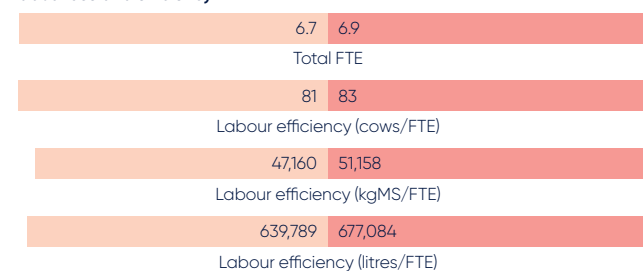 6.7 6.9
Total FTE
81 83
Labour efficiency (cows/FTE)
47,160 51,158
Labour efficiency (kgMS/FTE)
639,789 677,084
Labour efficiency (litres/FTE)